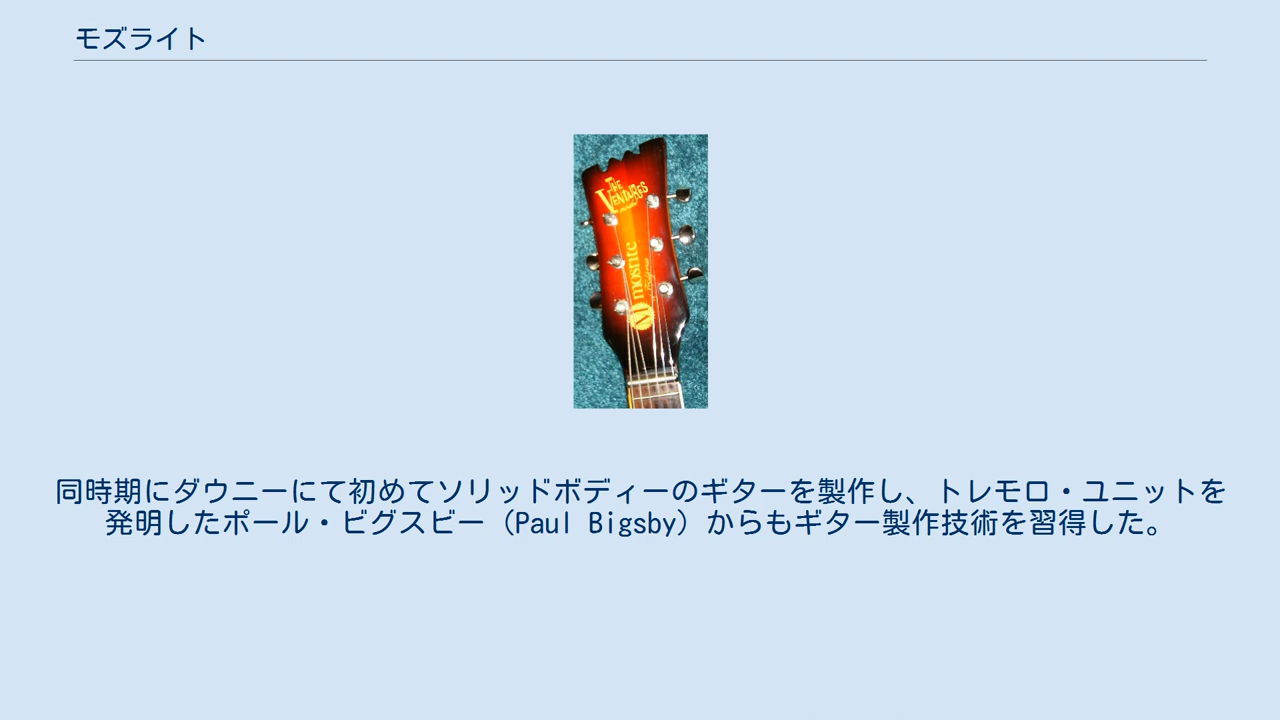 モズライト
THE
VENTURES
mosrite
同時期にダウニーにて初めてソリッドボディーのギターを製作し、トレモロ・ユニットを
発明したポール・ビグスビー（Paul Bigsby）からもギター製作技術を習得した。